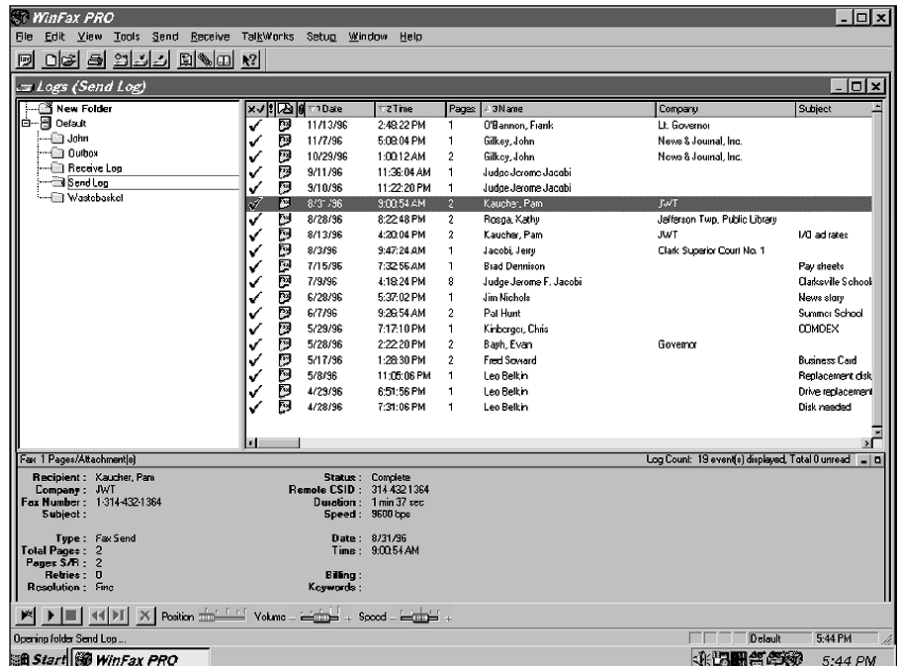 WinFax PRO
File Edit View Tools Send Receive TalkWorks Setup Window Help
Logs (Send Log)
New Folder
Default
John
Outbox
Receive Log
Send Log
Wastebasket
Date Time Pages Name Company Subject
11/13/96 2:48:22 PM 1 O'Bannon, Frank Lt. Governor
11/7/96 5:08:04 PM 1 Gilkey, John News & Journal, Inc.
10/29/96 1:00:12 AM 2 Gilkey, John News & Journal, Inc.
9/11/96 11:36:04 AM 1 Judge Jerome Jacobi
9/10/96 11:22:20 PM 1 Judge Jerome Jacobi
8/31/96 9:00:54 AM 2 Kaucher, Pam JWT
8/28/96 8:22:48 PM 2 Rosga, Kathy Jefferson Twp. Public Library
8/13/96 4:20:04 PM 2 Kaucher, Pam JWT I/O ad rates
8/3/96 9:47:24 AM 1 Jacobi, Jerry Clark Superior Court No. 1
7/15/96 7:32:56 AM 1 Brad Dennison Pay sheets
7/9/96 4:18:24 PM 8 Judge Jerome F. Jacobi Clarksville School
6/28/96 5:37:02 PM 1 Jim Nichols News story
6/7/96 9:26:54 AM 2 Pat Hunt Summer School
5/29/96 7:17:10 PM 1 Kinberger, Chris COMDEX
5/28/96 2:22:20 PM 2 Bayh, Evan Governor
5/17/96 1:28:30 PM 2 Fred Soward Business Card
5/8/96 11:05:06 PM 1 Leo Belkin Replacement disk
4/29/96 6:51:56 PM 1 Leo Belkin Drive replacement
4/28/96 7:31:06 PM 1 Leo Belkin Disk needed
Fax 1 Pages/Attachment(s) Log Count: 19 event(s) displayed, Total 0 unread
Recipient : Kaucher, Pam Status : Complete
Company : JWT Remote CSID : 314 432 1364
Fax Number : 1-314-432-1364 Duration : 1 min 37 sec
Subject : Speed : 9600 bps
Type : Fax Send Date : 8/31/96
Total Pages : 2 Time : 9:00:54 AM
Pages S/R : 2
Retries : 0 Billing :
Resolution : Fine Keywords :
Position Volume - + Speed - +
Opening folder Send Log ... Default 5:44 PM
Start WinFax PRO 5:44 PM